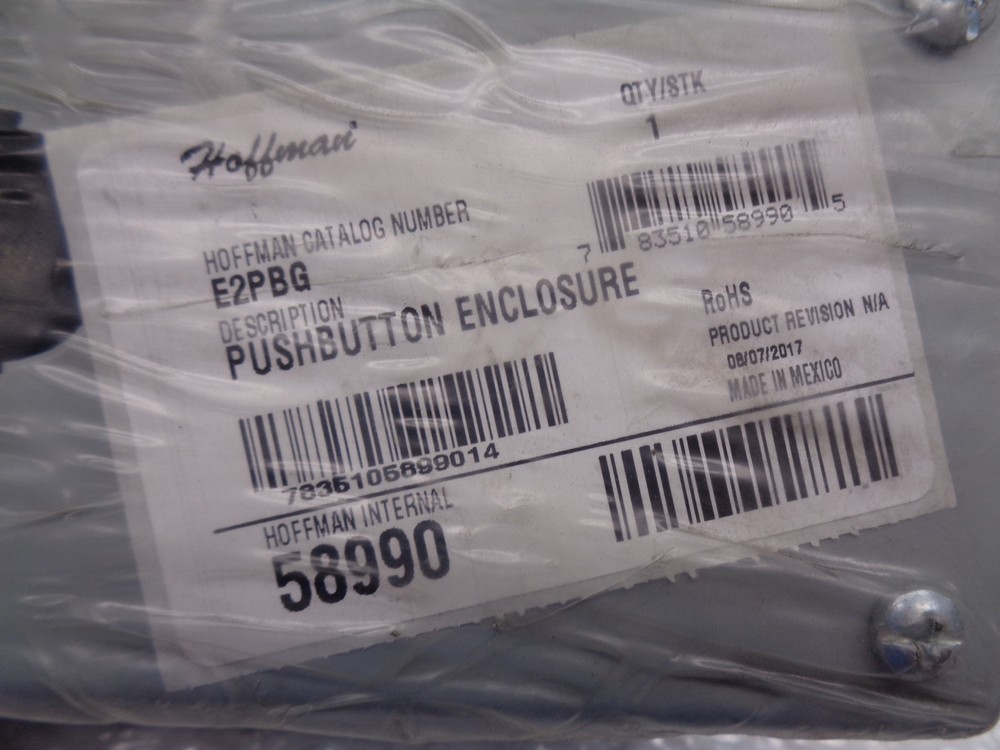 Hoffman
QTY/STK
1
7 83510 58990 5
HOFFMAN CATALOG NUMBER
E2PBG
DESCRIPTION
PUSHBUTTON ENCLOSURE
RoHS
PRODUCT REVISION N/A
08/07/2017
MADE IN MEXICO
7835105899014
HOFFMAN INTERNAL
58990